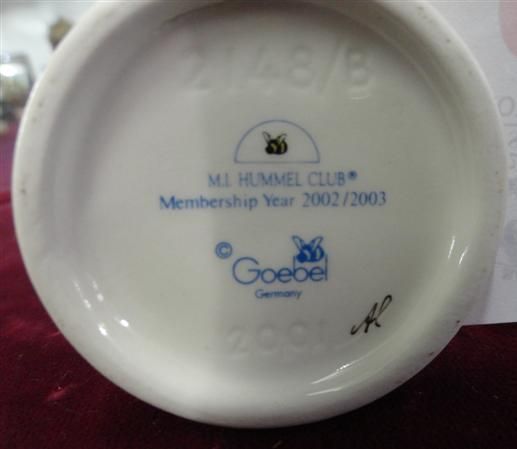 2148/B
M.I. HUMMEL CLUB®
Membership Year 2002/2003
© Goebel
Germany
2001